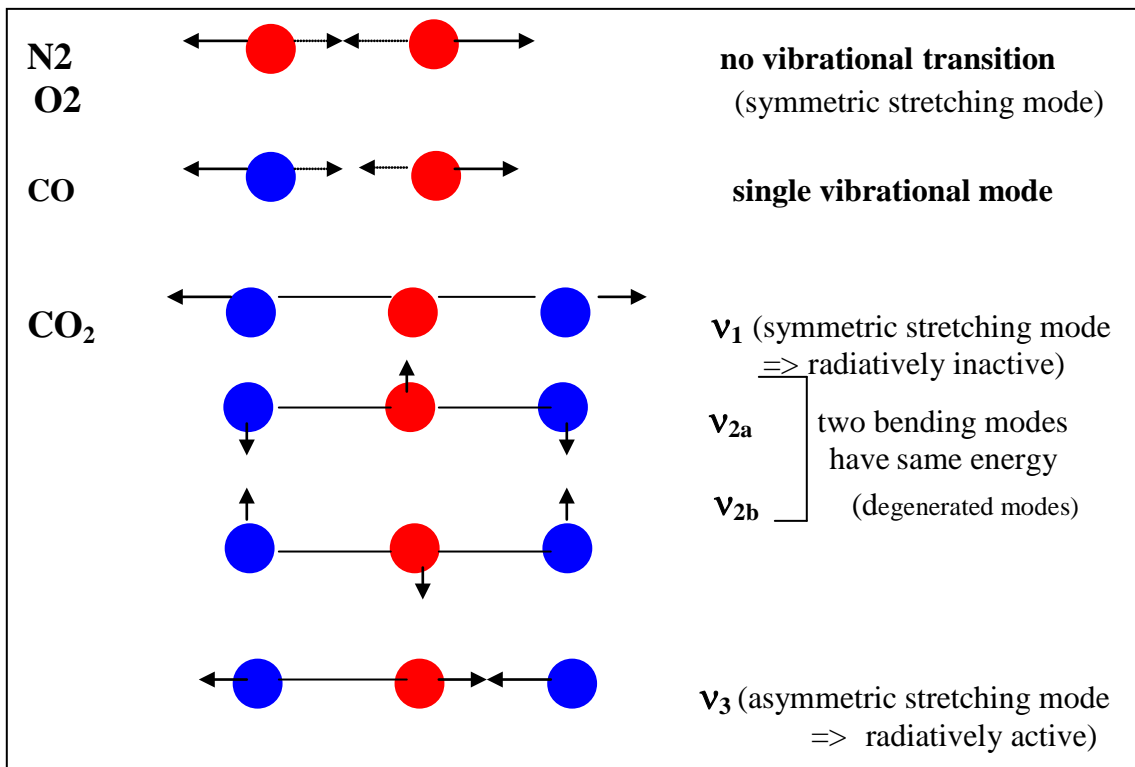 N2 no vibrational transition
O2 (symmetric stretching mode)
CO single vibrational mode
CO₂ ν₁ (symmetric stretching mode
=> radiatively inactive)
ν₂ₐ two bending modes
have same energy
ν2b (degenerated modes)
ν₃ (asymmetric stretching mode
=> radiatively active)